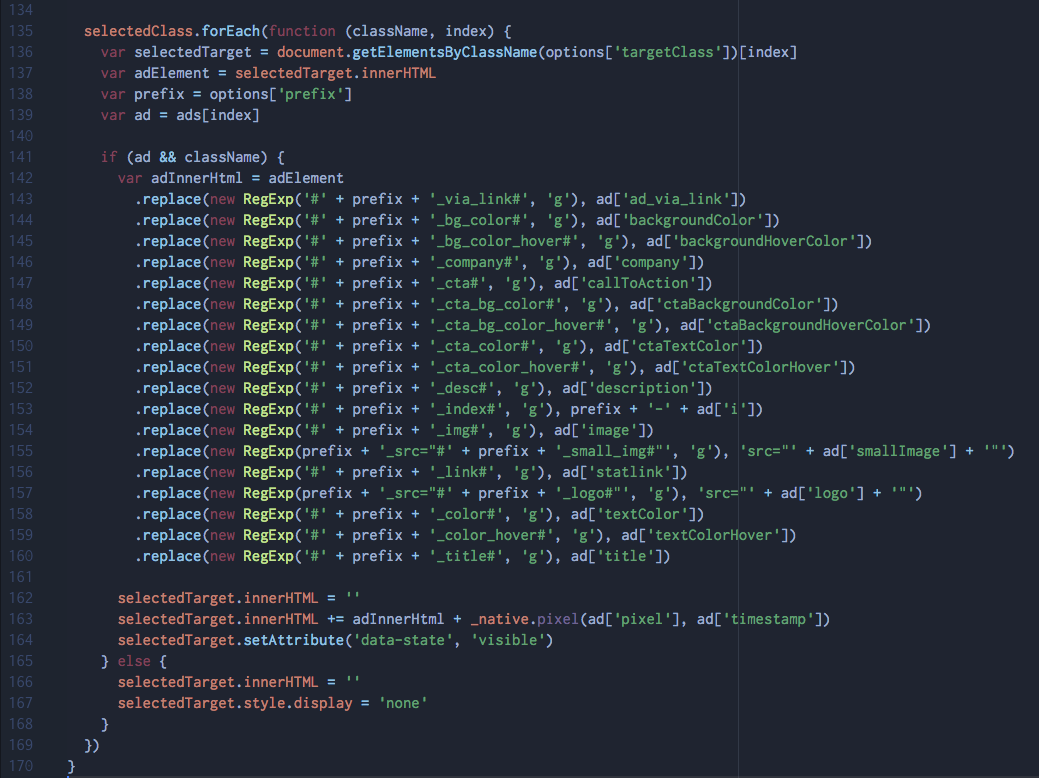 134
135 selectedClass.forEach(function (className, index) {
136 var selectedTarget = document.getElementsByClassName(options['targetClass'])[index]
137 var adElement = selectedTarget.innerHTML
138 var prefix = options['prefix']
139 var ad = ads[index]
140
141 if (ad && className) {
142 var adInnerHtml = adElement
143 .replace(new RegExp('#' + prefix + '_via_link#', 'g'), ad['ad_via_link'])
144 .replace(new RegExp('#' + prefix + '_bg_color#', 'g'), ad['backgroundColor'])
145 .replace(new RegExp('#' + prefix + '_bg_color_hover#', 'g'), ad['backgroundHoverColor'])
146 .replace(new RegExp('#' + prefix + '_company#', 'g'), ad['company'])
147 .replace(new RegExp('#' + prefix + '_cta#', 'g'), ad['callToAction'])
148 .replace(new RegExp('#' + prefix + '_cta_bg_color#', 'g'), ad['ctaBackgroundColor'])
149 .replace(new RegExp('#' + prefix + '_cta_bg_color_hover#', 'g'), ad['ctaBackgroundHoverColor'])
150 .replace(new RegExp('#' + prefix + '_cta_color#', 'g'), ad['ctaTextColor'])
151 .replace(new RegExp('#' + prefix + '_cta_color_hover#', 'g'), ad['ctaTextColorHover'])
152 .replace(new RegExp('#' + prefix + '_desc#', 'g'), ad['description'])
153 .replace(new RegExp('#' + prefix + '_index#', 'g'), prefix + '-' + ad['i'])
154 .replace(new RegExp('#' + prefix + '_img#', 'g'), ad['image'])
155 .replace(new RegExp(prefix + '_src="#' + prefix + '_small_img#"', 'g'), 'src="' + ad['smallImage'] + '"')
156 .replace(new RegExp('#' + prefix + '_link#', 'g'), ad['statlink'])
157 .replace(new RegExp(prefix + '_src="#' + prefix + '_logo#"', 'g'), 'src="' + ad['logo'] + '"')
158 .replace(new RegExp('#' + prefix + '_color#', 'g'), ad['textColor'])
159 .replace(new RegExp('#' + prefix + '_color_hover#', 'g'), ad['textColorHover'])
160 .replace(new RegExp('#' + prefix + '_title#', 'g'), ad['title'])
161
162 selectedTarget.innerHTML = ''
163 selectedTarget.innerHTML += adInnerHtml + _native.pixel(ad['pixel'], ad['timestamp'])
164 selectedTarget.setAttribute('data-state', 'visible')
165 } else {
166 selectedTarget.innerHTML = ''
167 selectedTarget.style.display = 'none'
168 }
169 })
170 }